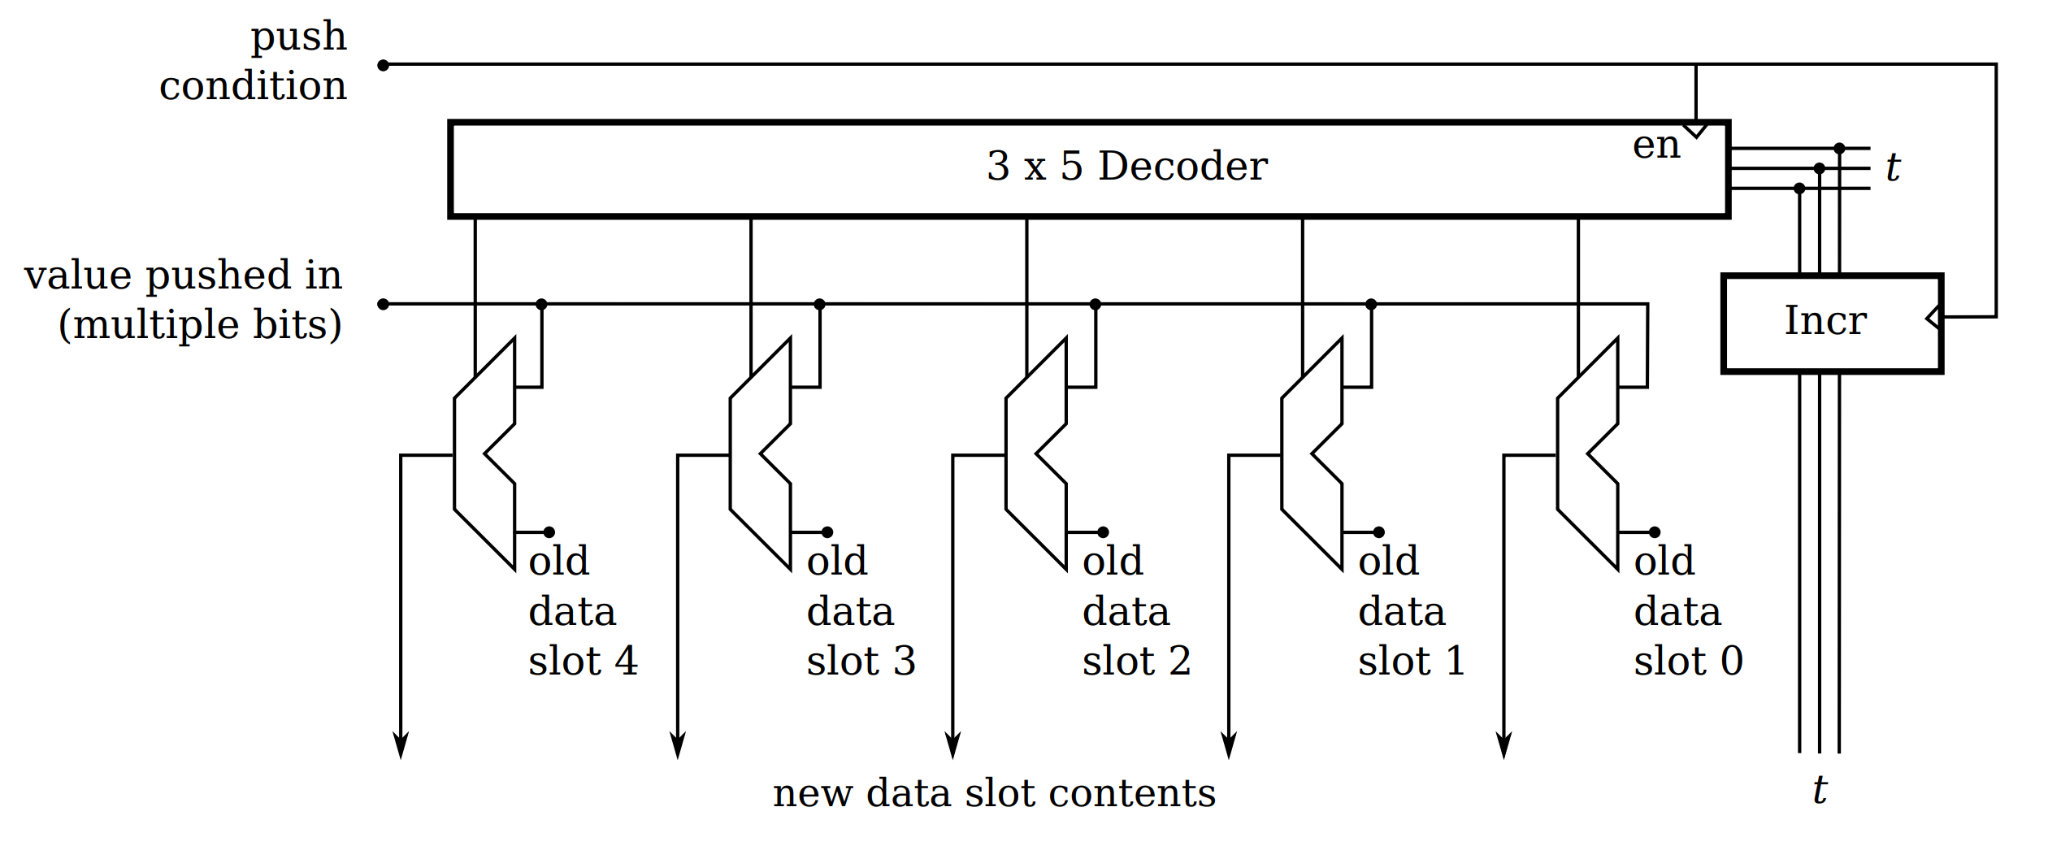 push
condition
en
3 x 5 Decoder
t
value pushed in
(multiple bits)
Incr
old
data
slot 4
old
data
slot 3
old
data
slot 2
old
data
slot 1
old
data
slot 0
new data slot contents
t